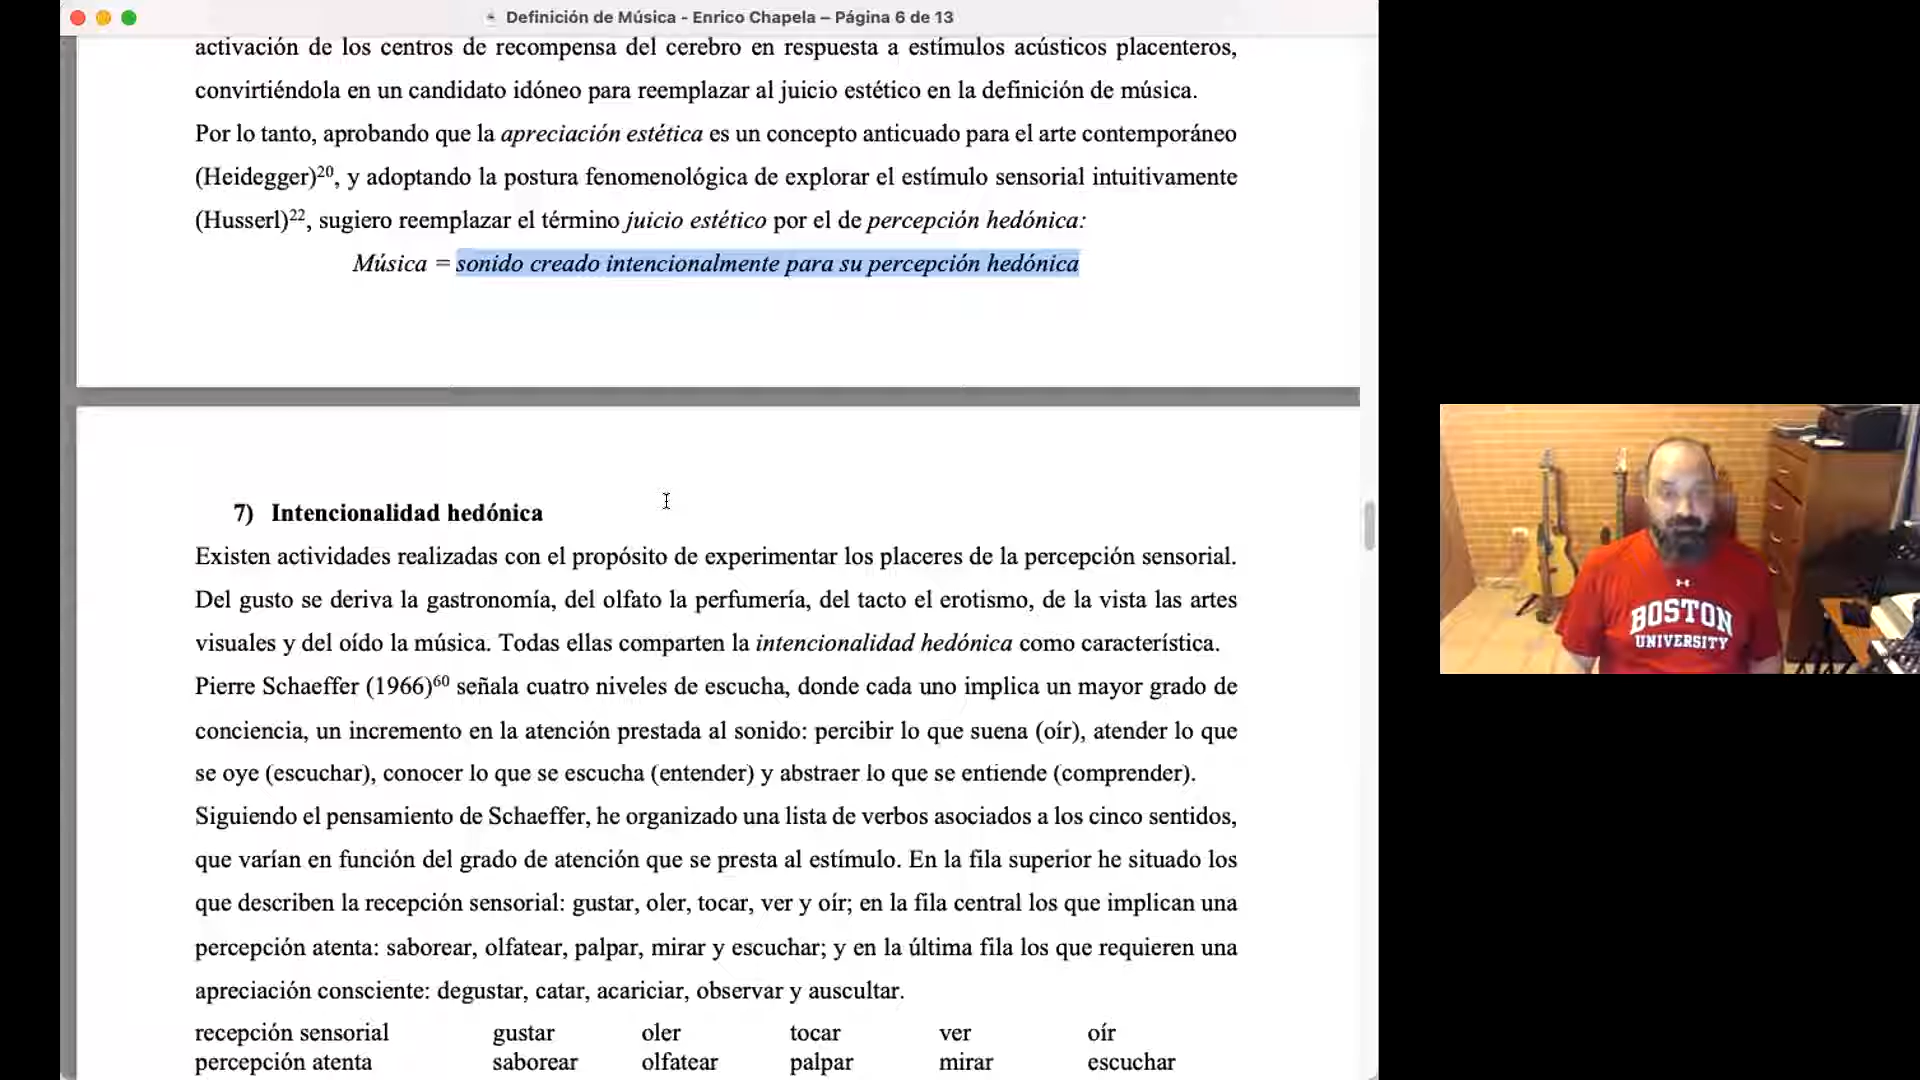 Definición de Música - Enrico Chapela – Página 6 de 13
activación de los centros de recompensa del cerebro en respuesta a estímulos acústicos placenteros,
convirtiéndola en un candidato idóneo para reemplazar al juicio estético en la definición de música.
Por lo tanto, aprobando que la apreciación estética es un concepto anticuado para el arte contemporáneo
(Heidegger)²⁰, y adoptando la postura fenomenológica de explorar el estímulo sensorial intuitivamente
(Husserl)²², sugiero reemplazar el término juicio estético por el de percepción hedónica:
Música = sonido creado intencionalmente para su percepción hedónica
7) Intencionalidad hedónica
Existen actividades realizadas con el propósito de experimentar los placeres de la percepción sensorial.
Del gusto se deriva la gastronomía, del olfato la perfumería, del tacto el erotismo, de la vista las artes
visuales y del oído la música. Todas ellas comparten la intencionalidad hedónica como característica.
Pierre Schaeffer (1966)⁶⁰ señala cuatro niveles de escucha, donde cada uno implica un mayor grado de
conciencia, un incremento en la atención prestada al sonido: percibir lo que suena (oír), atender lo que
se oye (escuchar), conocer lo que se escucha (entender) y abstraer lo que se entiende (comprender).
Siguiendo el pensamiento de Schaeffer, he organizado una lista de verbos asociados a los cinco sentidos,
que varían en función del grado de atención que se presta al estímulo. En la fila superior he situado los
que describen la recepción sensorial: gustar, oler, tocar, ver y oír; en la fila central los que implican una
percepción atenta: saborear, olfatear, palpar, mirar y escuchar; y en la última fila los que requieren una
apreciación consciente: degustar, catar, acariciar, observar y auscultar.
recepción sensorial gustar oler tocar ver oír
percepción atenta saborear olfatear palpar mirar escuchar
BOSTON
UNIVERSITY